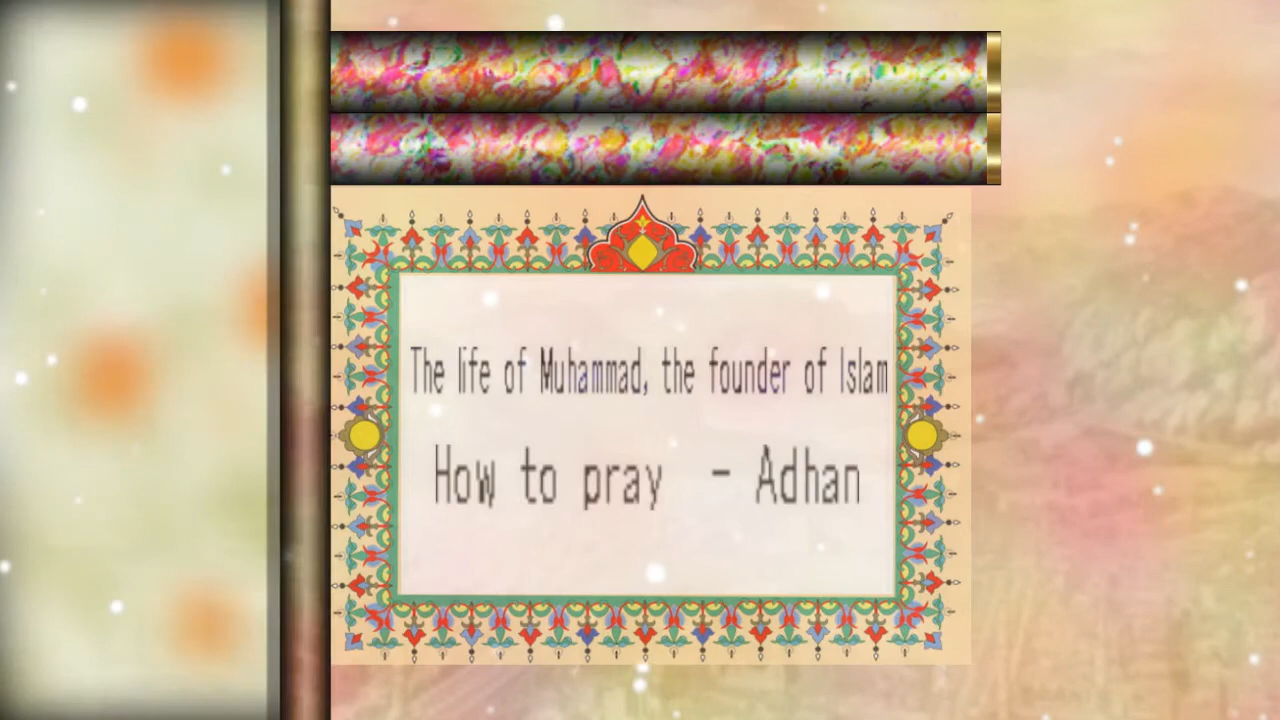 The life of Muhammad, the founder of Islam
How to pray - Adhan